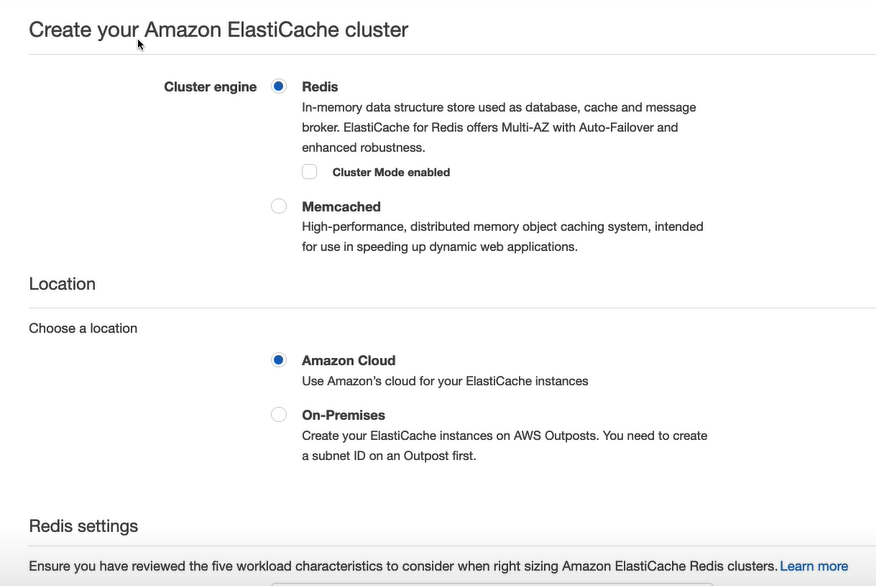 Create your Amazon ElastiCache cluster
Cluster engine
Redis
In-memory data structure store used as database, cache and message
broker. ElastiCache for Redis offers Multi-AZ with Auto-Failover and
enhanced robustness.
Cluster Mode enabled
Memcached
High-performance, distributed memory object caching system, intended
for use in speeding up dynamic web applications.
Location
Choose a location
Amazon Cloud
Use Amazon's cloud for your ElastiCache instances
On-Premises
Create your ElastiCache instances on AWS Outposts. You need to create
a subnet ID on an Outpost first.
Redis settings
Ensure you have reviewed the five workload characteristics to consider when right sizing Amazon ElastiCache Redis clusters. Learn more